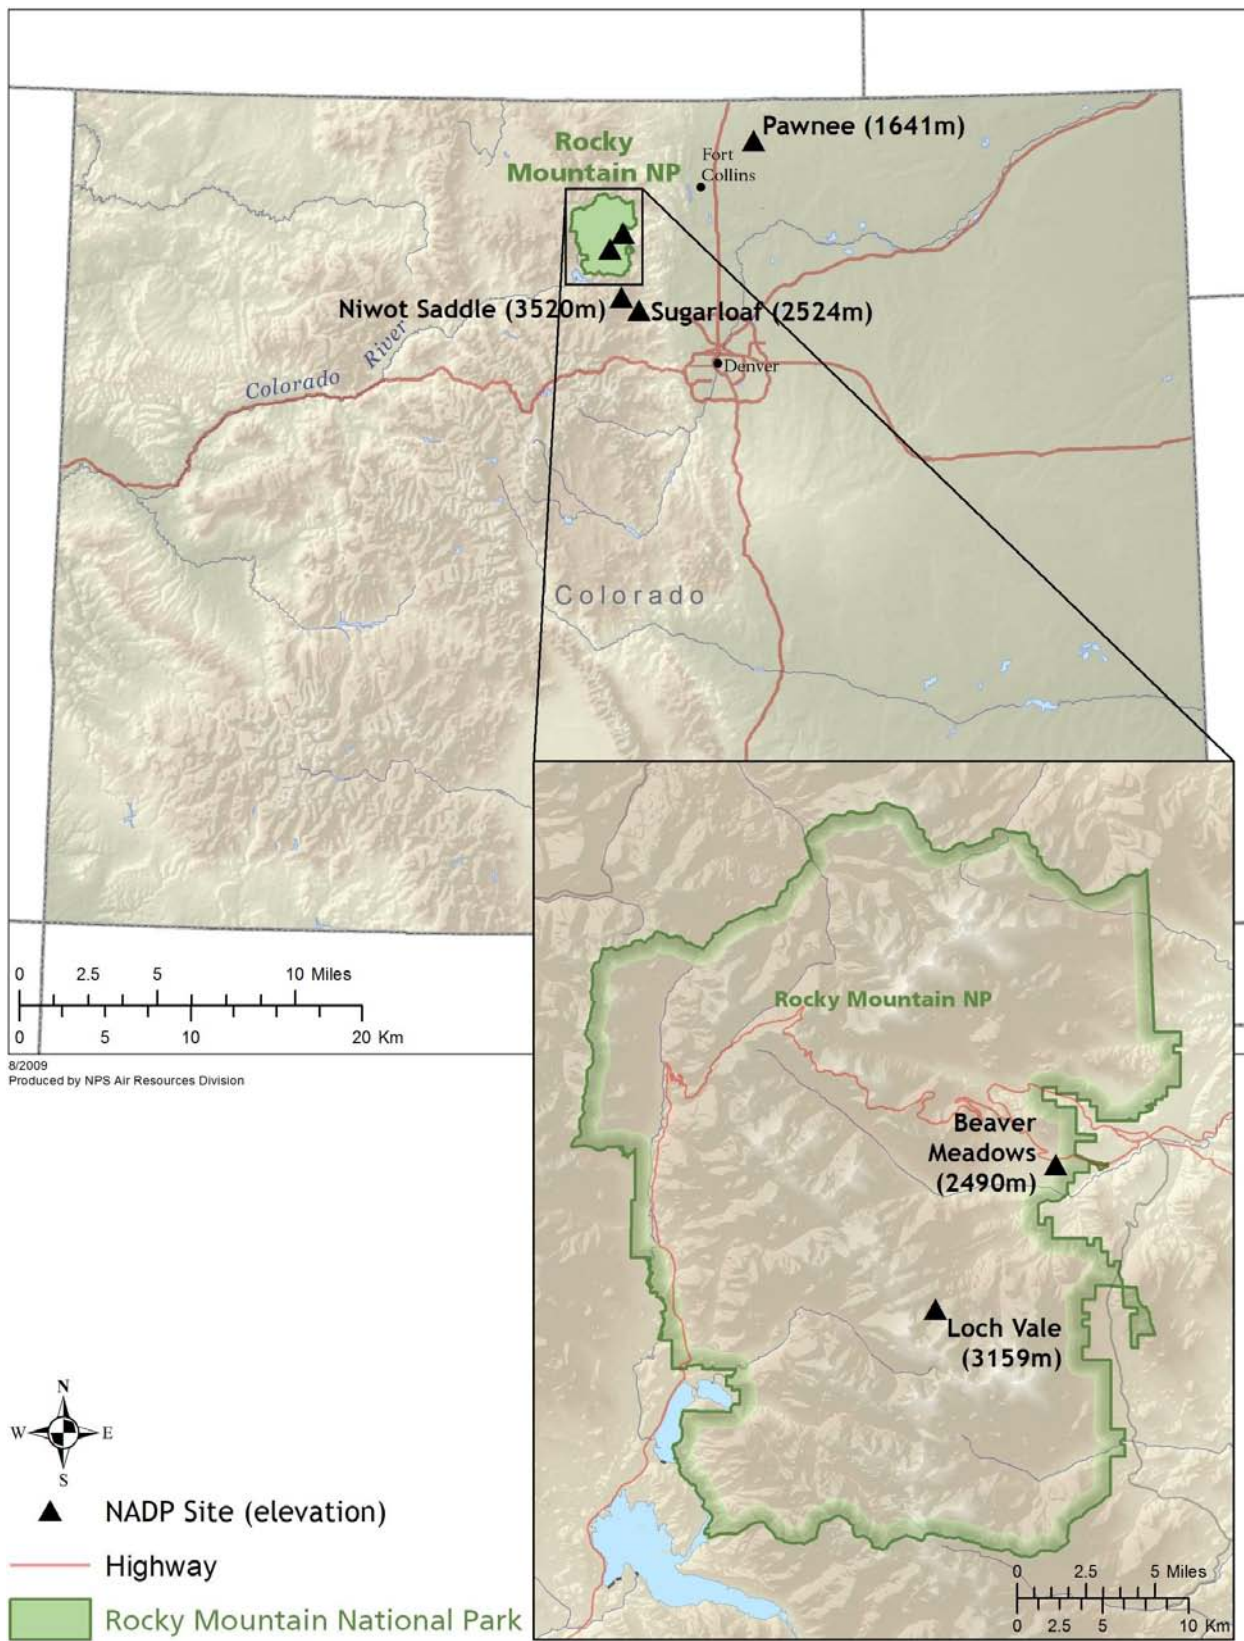 Pawnee (1641m)
Fort
Collins
Rocky
Mountain NP
Niwot Saddle (3520m)
Sugarloaf (2524m)
Denver
Colorado River
Colorado
0 2.5 5 10 Miles
0 5 10 20 Km
8/2009
Produced by NPS Air Resources Division
Rocky Mountain NP
Beaver
Meadows
(2490m)
Loch Vale
(3159m)
0 2.5 5 Miles
0 2.5 5 10 Km
N
W E
S
NADP Site (elevation)
Highway
Rocky Mountain National Park